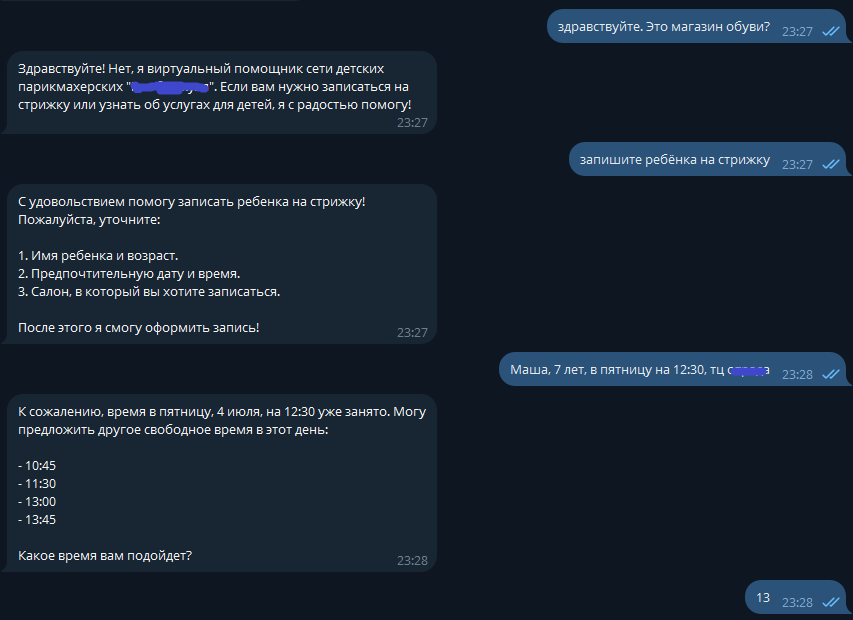 здравствуйте. Это магазин обуви? 23:27
Здравствуйте! Нет, я виртуальный помощник сети детских
парикмахерских "". Если вам нужно записаться на
стрижку или узнать об услугах для детей, я с радостью помогу!
23:27
запишите ребёнка на стрижку 23:27
С удовольствием помогу записать ребенка на стрижку!
Пожалуйста, уточните:
1. Имя ребенка и возраст.
2. Предпочтительную дату и время.
3. Салон, в который вы хотите записаться.
После этого я смогу оформить запись!
23:27
Маша, 7 лет, в пятницу на 12:30, тц 23:28
К сожалению, время в пятницу, 4 июля, на 12:30 уже занято. Могу
предложить другое свободное время в этот день:
- 10:45
- 11:30
- 13:00
- 13:45
Какое время вам подойдет?
23:28
13 23:28